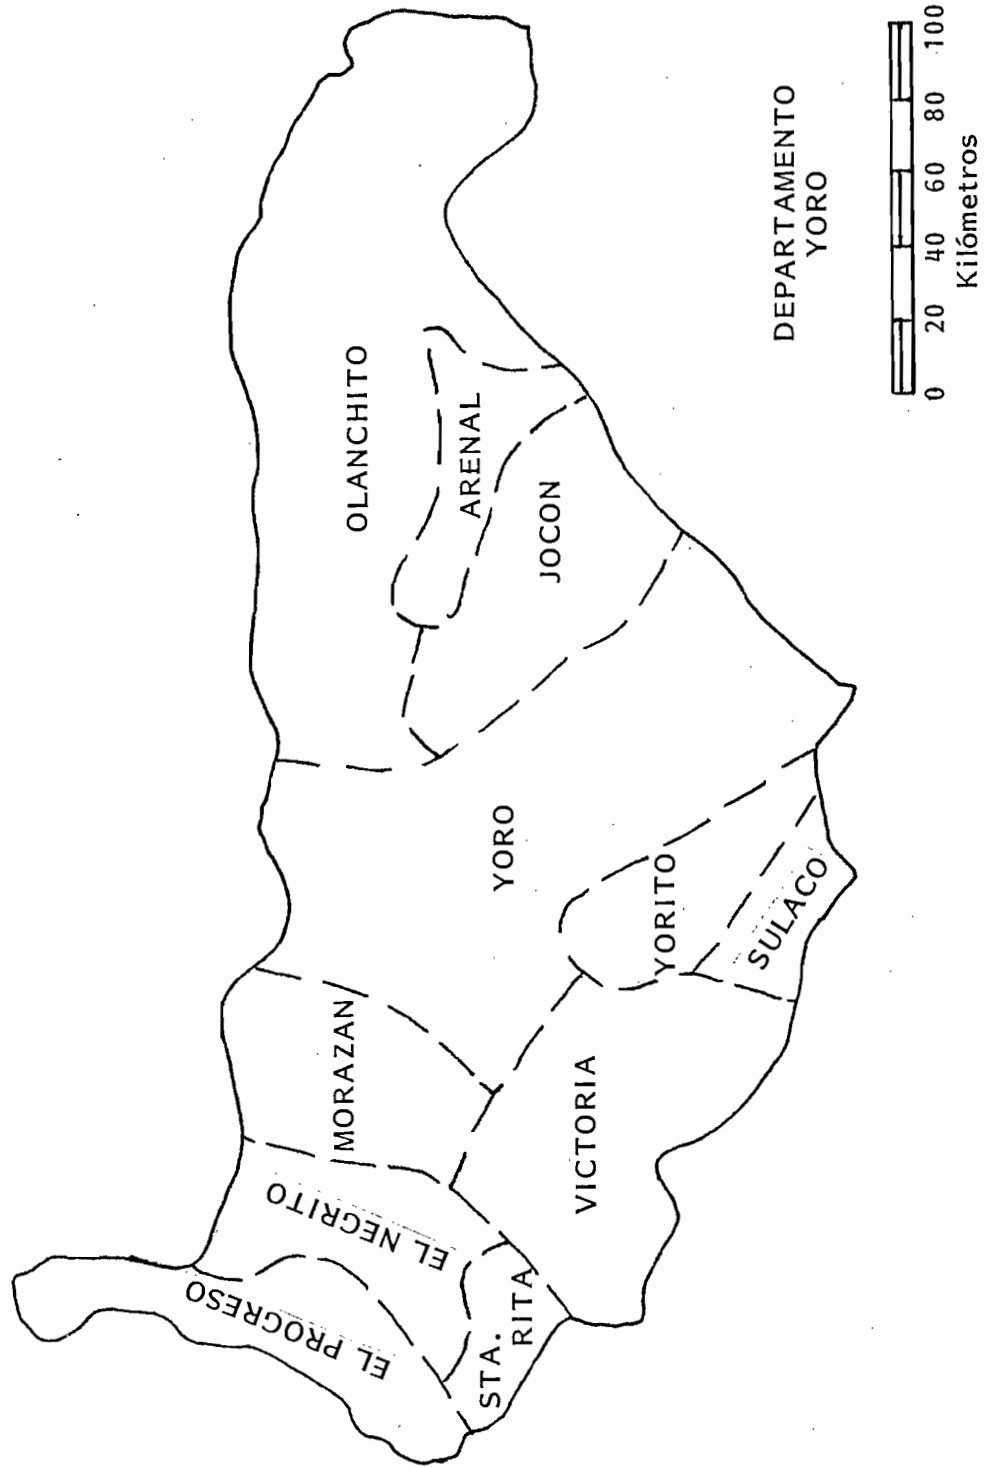 EL PROGRESO
EL NEGRITO
MORAZAN
OLANCHITO
ARENAL
JOCON
YORO
STA.
RITA
VICTORIA
YORITO
SULACO
DEPARTAMENTO
YORO
0 20 40 60 80 100
Kilómetros